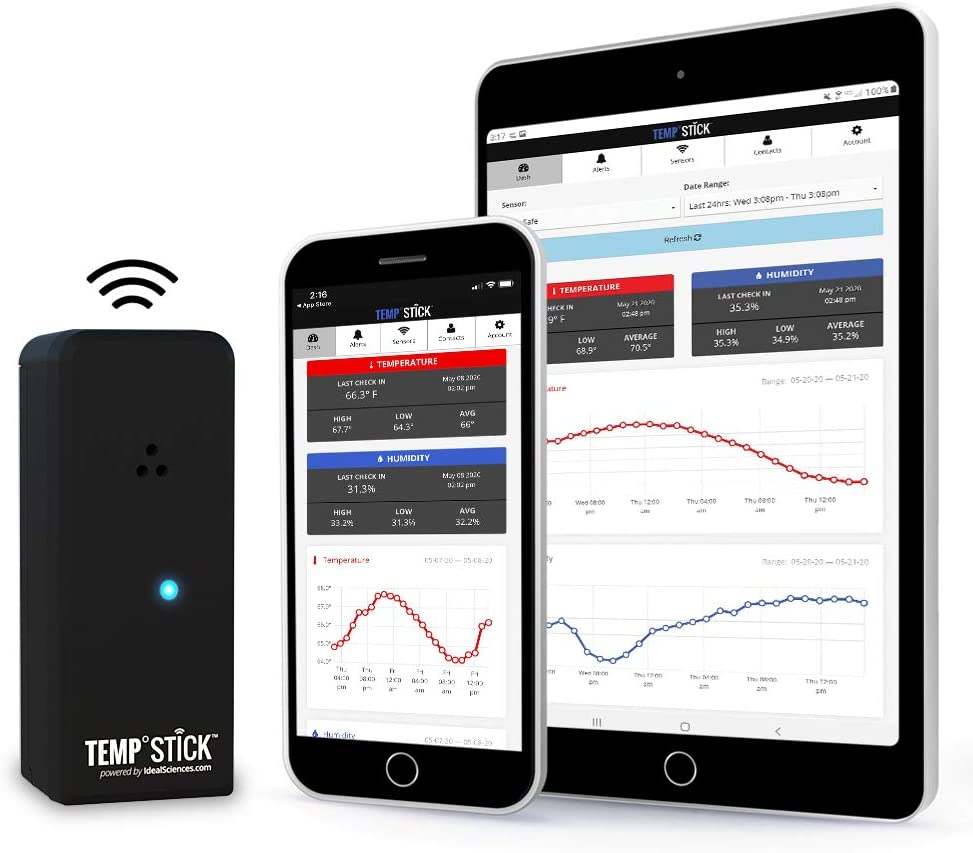 TEMP°STICK™
powered by IdealSciences.com
2:16
App Store
TEMP°STICK
Dash
Alerts
Sensors
Contacts
Account
TEMPERATURE
LAST CHECK IN
66.3° F
May 08 2020
02:02 pm
HIGH
67.7°
LOW
64.3°
AVG
66°
HUMIDITY
LAST CHECK IN
31.3%
May 08 2020
02:02 pm
HIGH
33.2%
LOW
31.3%
AVG
32.2%
Temperature
05-07-20 — 05-08-20
68.0°
67.0°
66.0°
65.0°
64.0°
Thu
04:00
pm
Thu
08:00
pm
Fri
12:00
am
Fri
04:00
am
Fri
08:00
am
Fri
12:00
pm
Humidity
05-07-20 — 05-08-20
3:17
100%
TEMP°STICK
Dash
Alerts
Sensors
Contacts
Account
Sensor:
Safe
Date Range:
Last 24hrs: Wed 3:08pm - Thu 3:08pm
Refresh
TEMPERATURE
HECK IN
9° F
May 21 2020
02:48 pm
LOW
68.9°
AVERAGE
70.5°
HUMIDITY
LAST CHECK IN
35.3%
May 21 2020
02:48 pm
HIGH
35.3%
LOW
34.9%
AVERAGE
35.2%
ature
Range: 05-20-20 — 05-21-20
Wed 08:00
pm
Thu 12:00
am
Thu 04:00
am
Thu 08:00
am
Thu 12:00
pm
ty
Range: 05-20-20 — 05-21-20
Wed 08:00
pm
Thu 12:00
am
Thu 04:00
am
Thu 08:00
am
Thu 12:00
pm